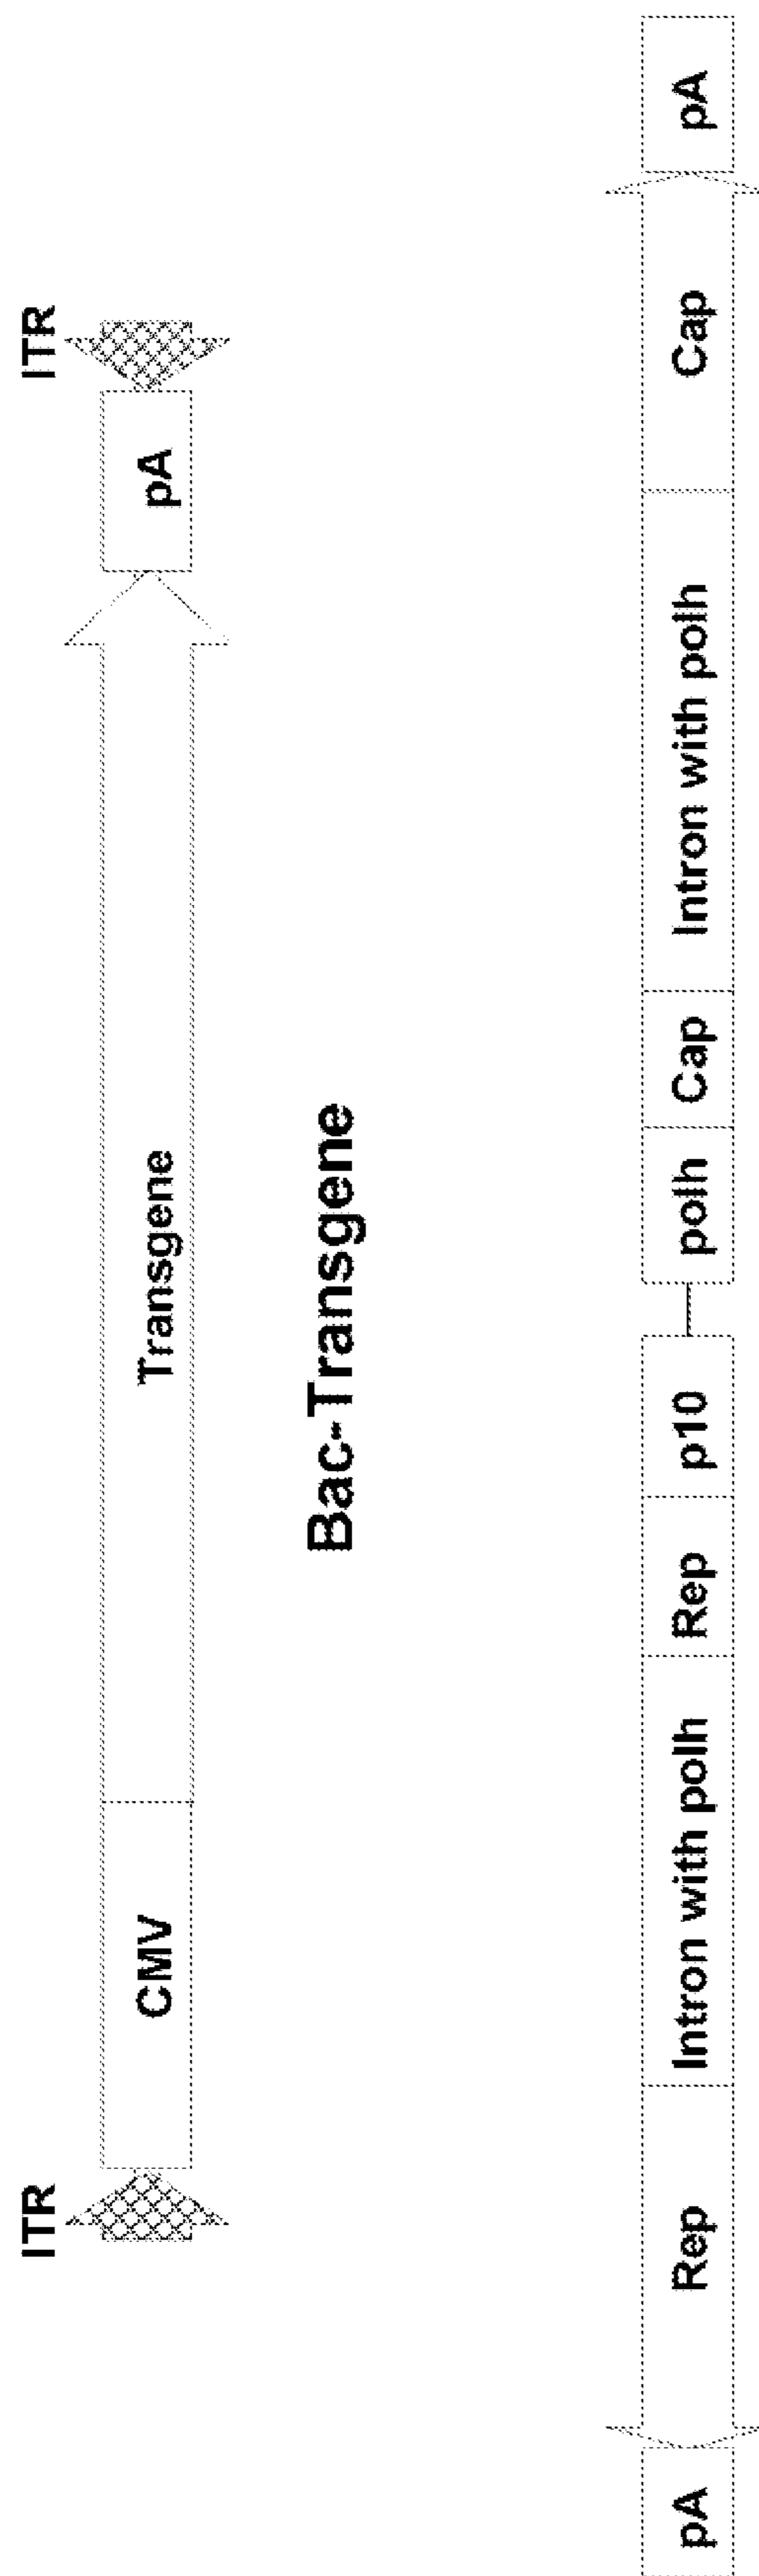 ITR ITR
CMV Transgene pA
Bac-Transgene
pA Rep Intron with polh Rep p10 polh Cap Intron with polh Cap pA